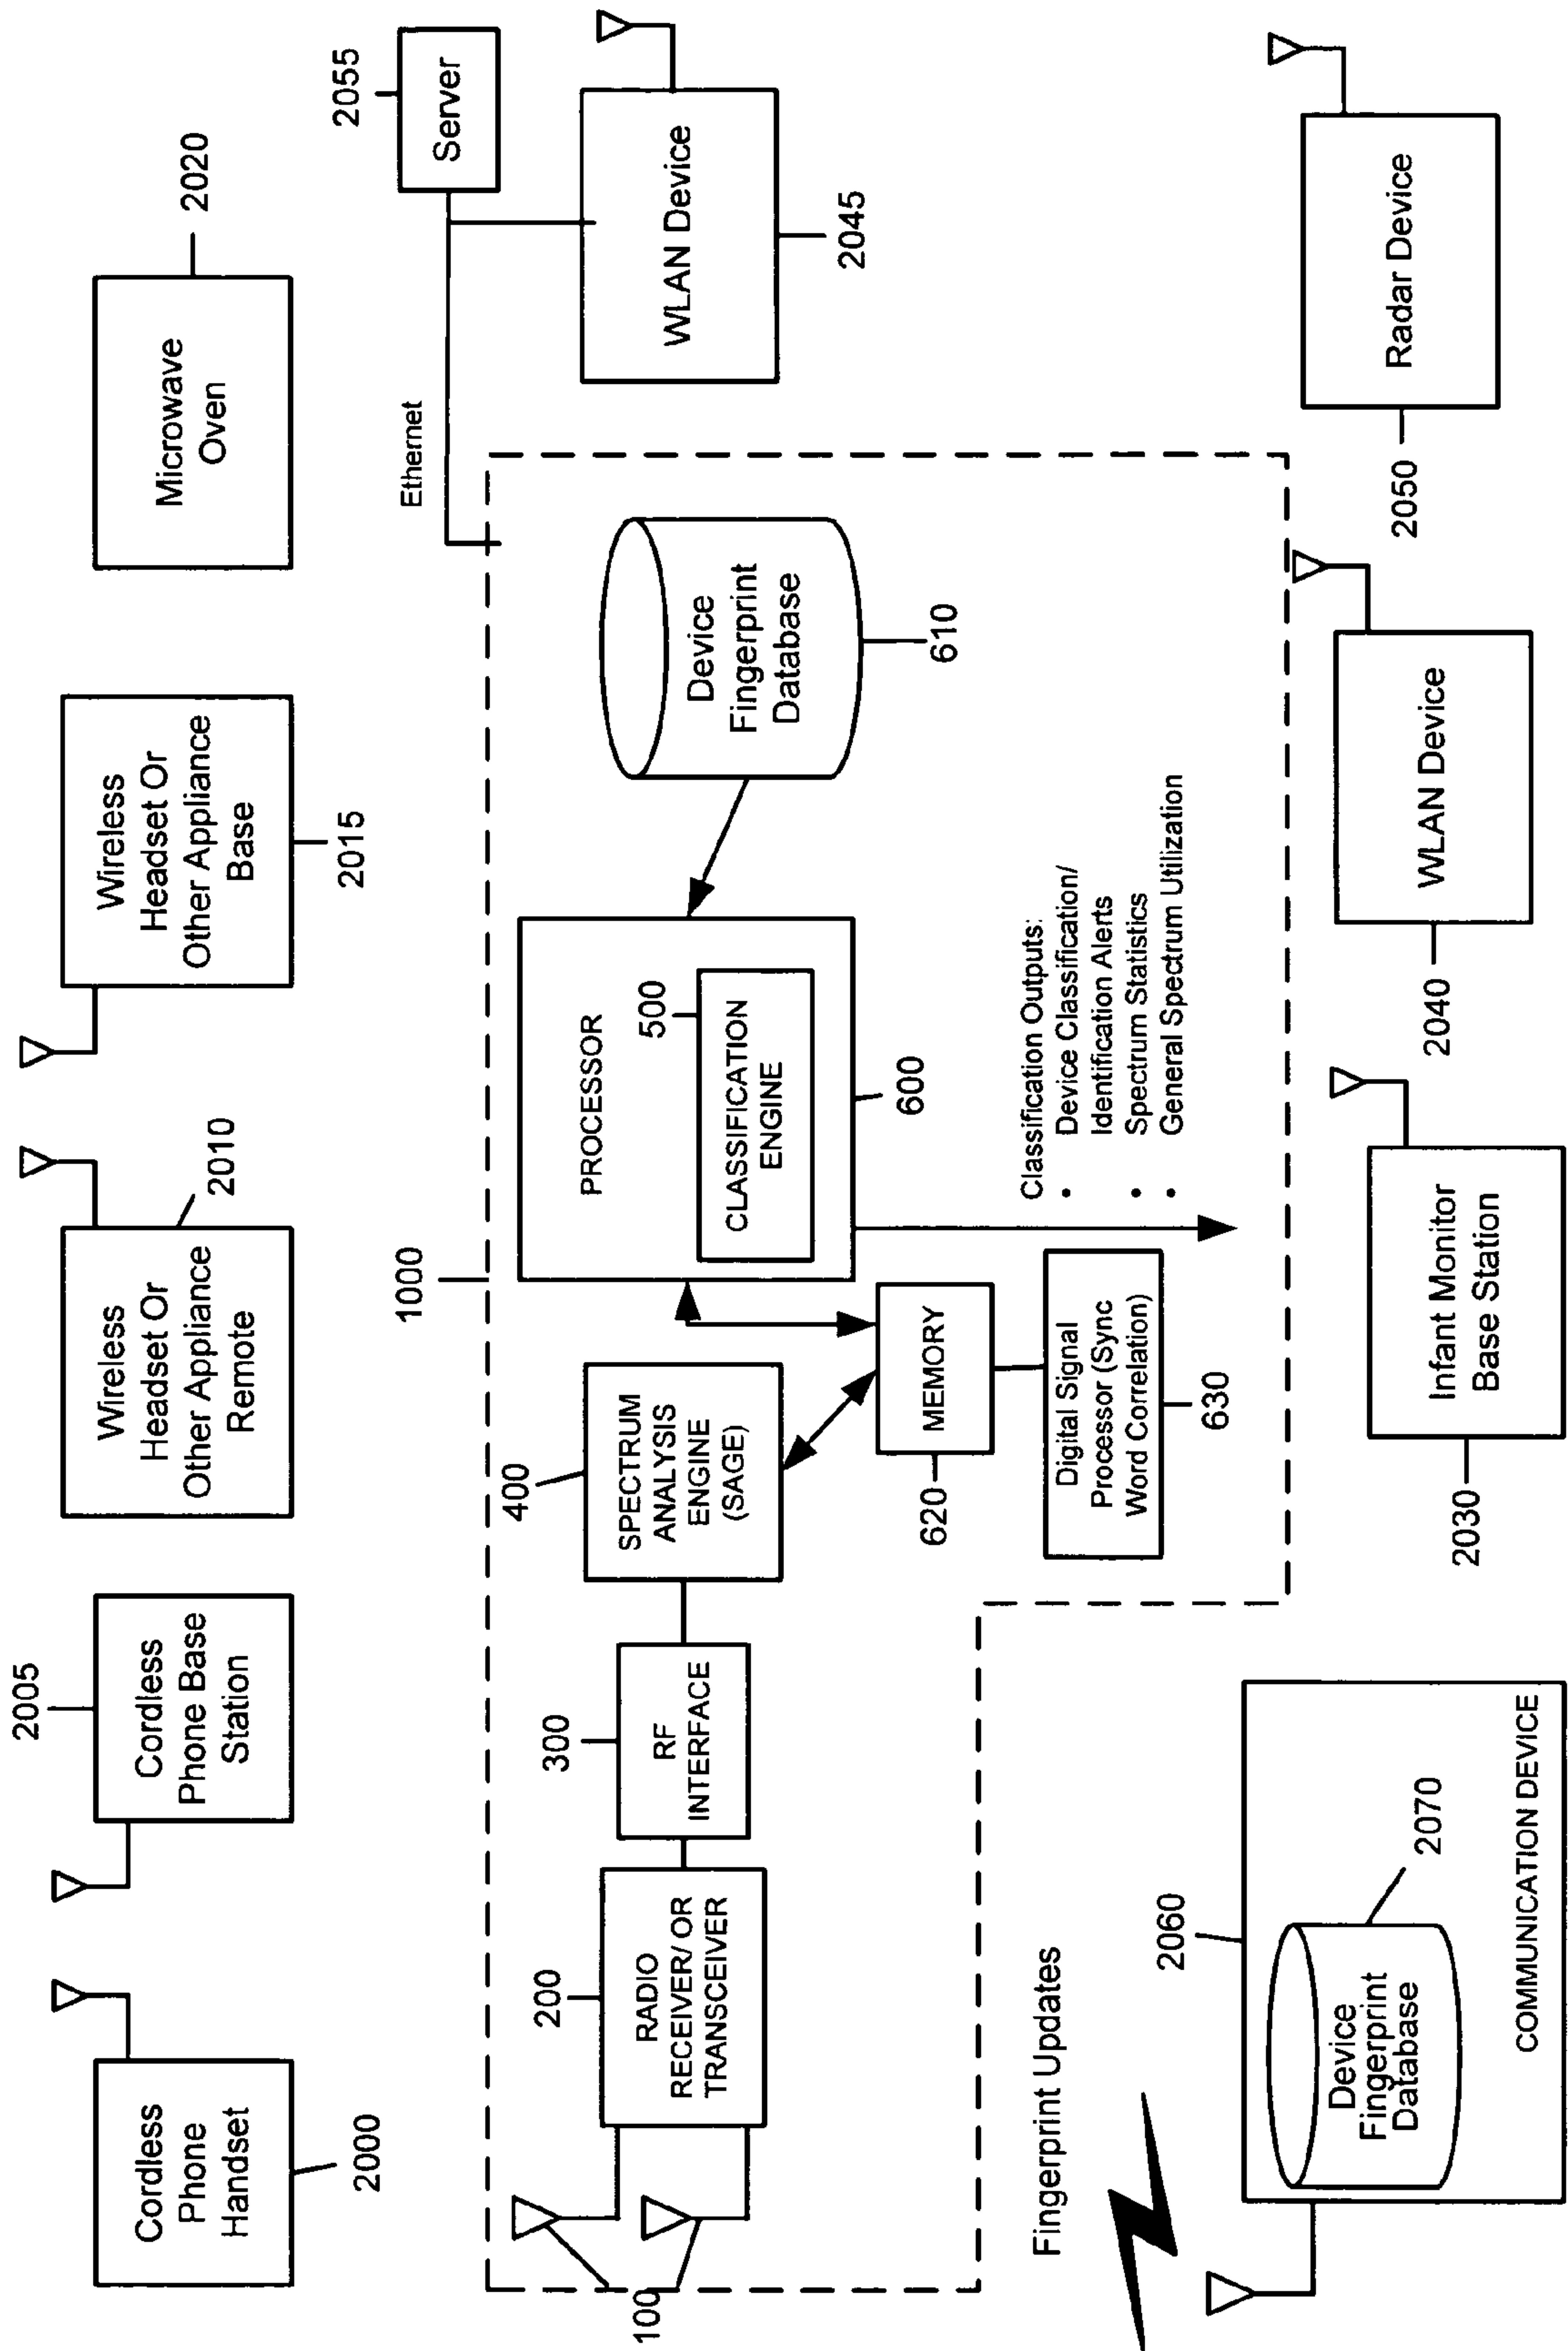 2005
2010
2020
2055
Cordless
Phone
Handset
2000
Cordless
Phone Base
Station
Wireless
Headset Or
Other Appliance
Remote
Wireless
Headset Or
Other Appliance
Base
2015
Microwave
Oven
Server
Ethernet
1000
100
200
RADIO
RECEIVER/ OR
TRANSCEIVER
300
RF
INTERFACE
400
SPECTRUM
ANALYSIS
ENGINE
(SAGE)
PROCESSOR
500
CLASSIFICATION
ENGINE
600
Device
Fingerprint
Database
610
WLAN Device
2045
MEMORY
620
Digital Signal
Processor (Sync
Word Correlation)
630
Classification Outputs:
• Device Classification/
Identification Alerts
• Spectrum Statistics
• General Spectrum Utilization
Fingerprint Updates
2060
Device
Fingerprint
Database
2070
COMMUNICATION DEVICE
Infant Monitor
Base Station
2030
WLAN Device
2040
Radar Device
2050